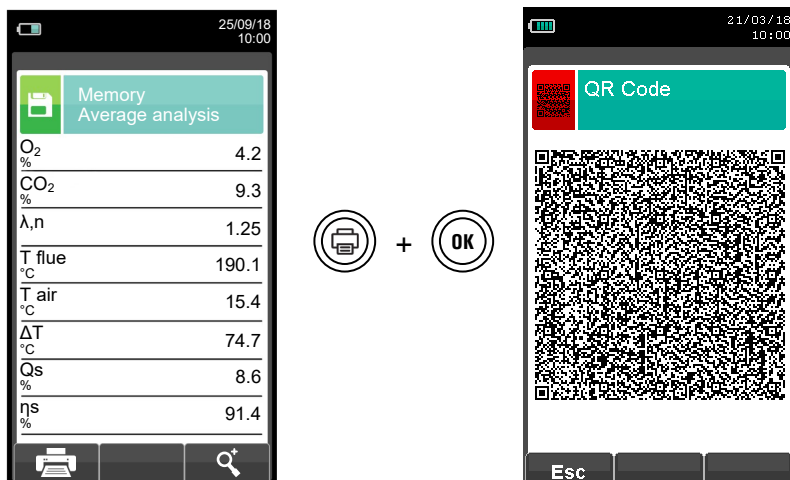 25/09/18
10:00
Memory
Average analysis
O₂
% 4.2
CO₂
% 9.3
λ,n 1.25
T flue
°C 190.1
T air
°C 15.4
ΔT
°C 74.7
Qs
% 8.6
ηs
% 91.4
+
OK
21/03/18
10:00
QR Code
Esc